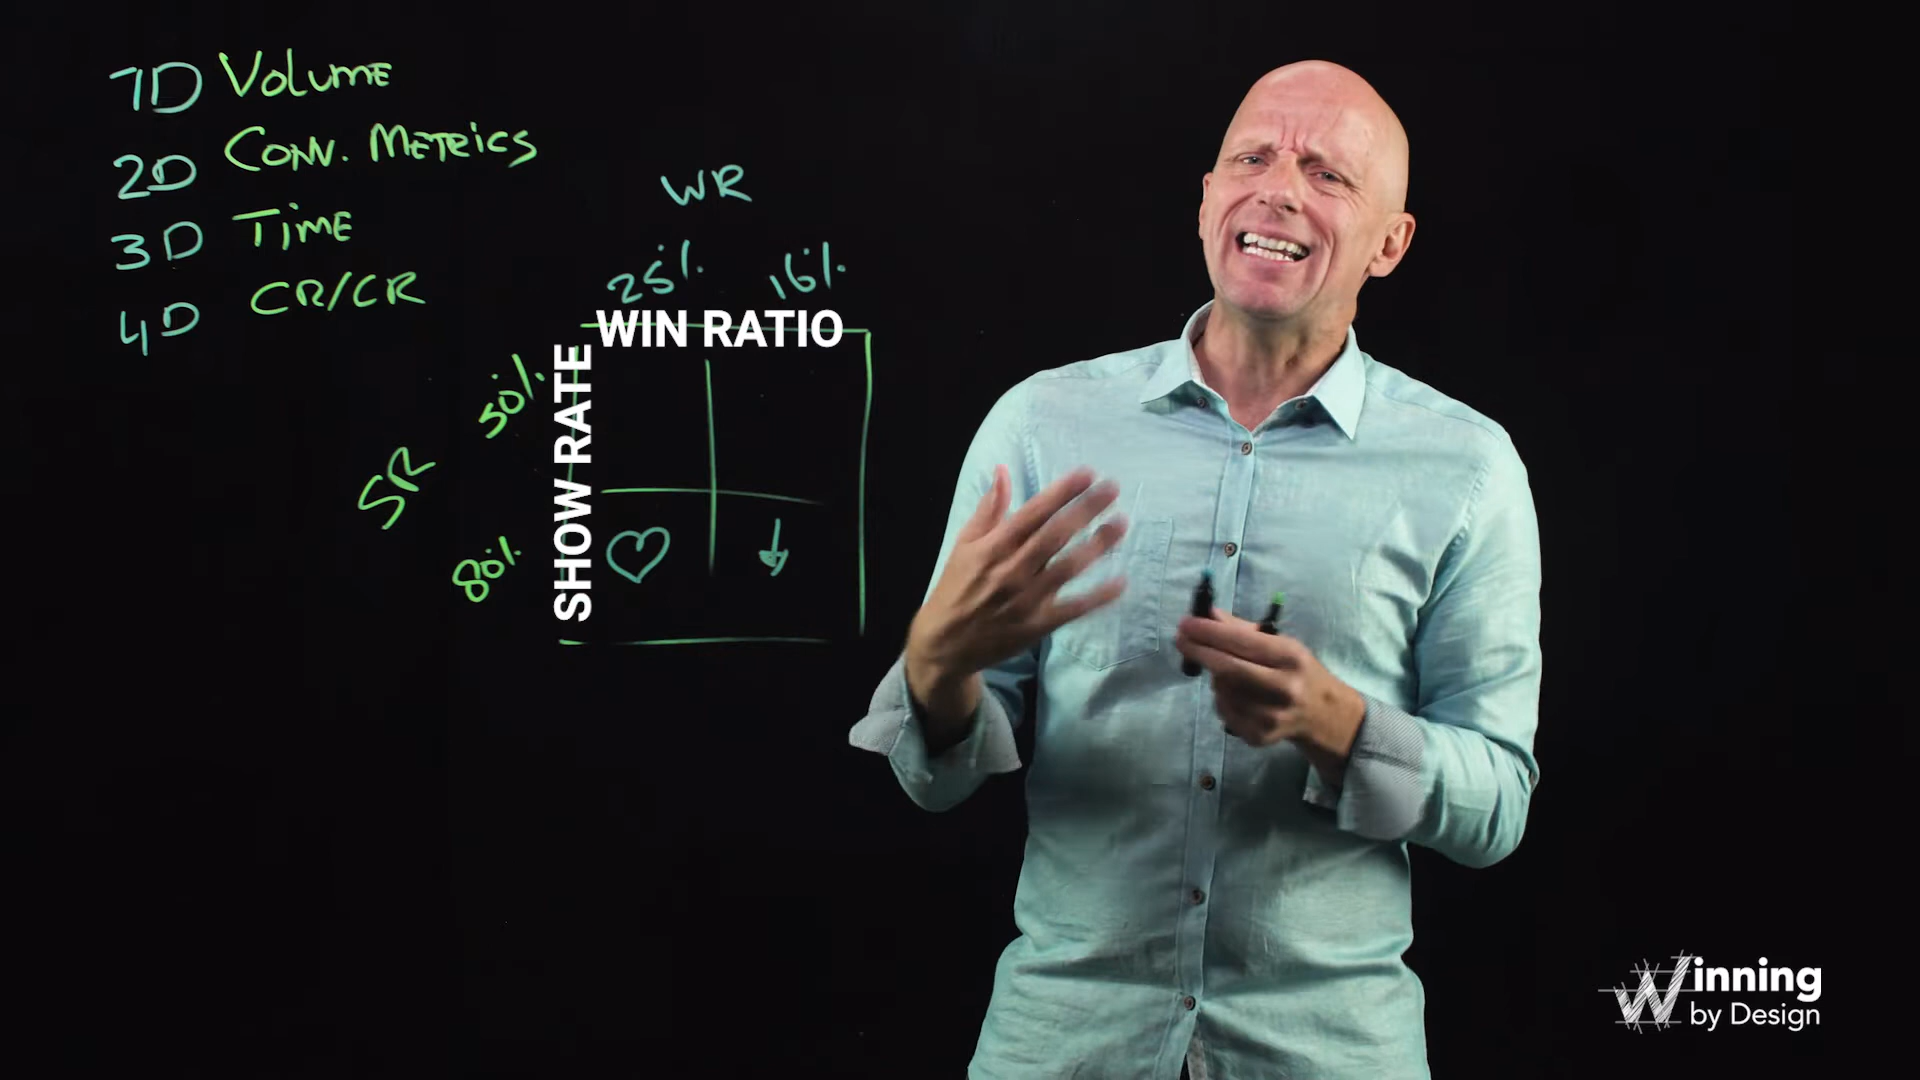 1D VOLUME
2D CONV. METRICS
3D TIME
4D CR/CR
WR
25% 16%
WIN RATIO
SHOW RATE
50%
SR
80%
Winning
by Design